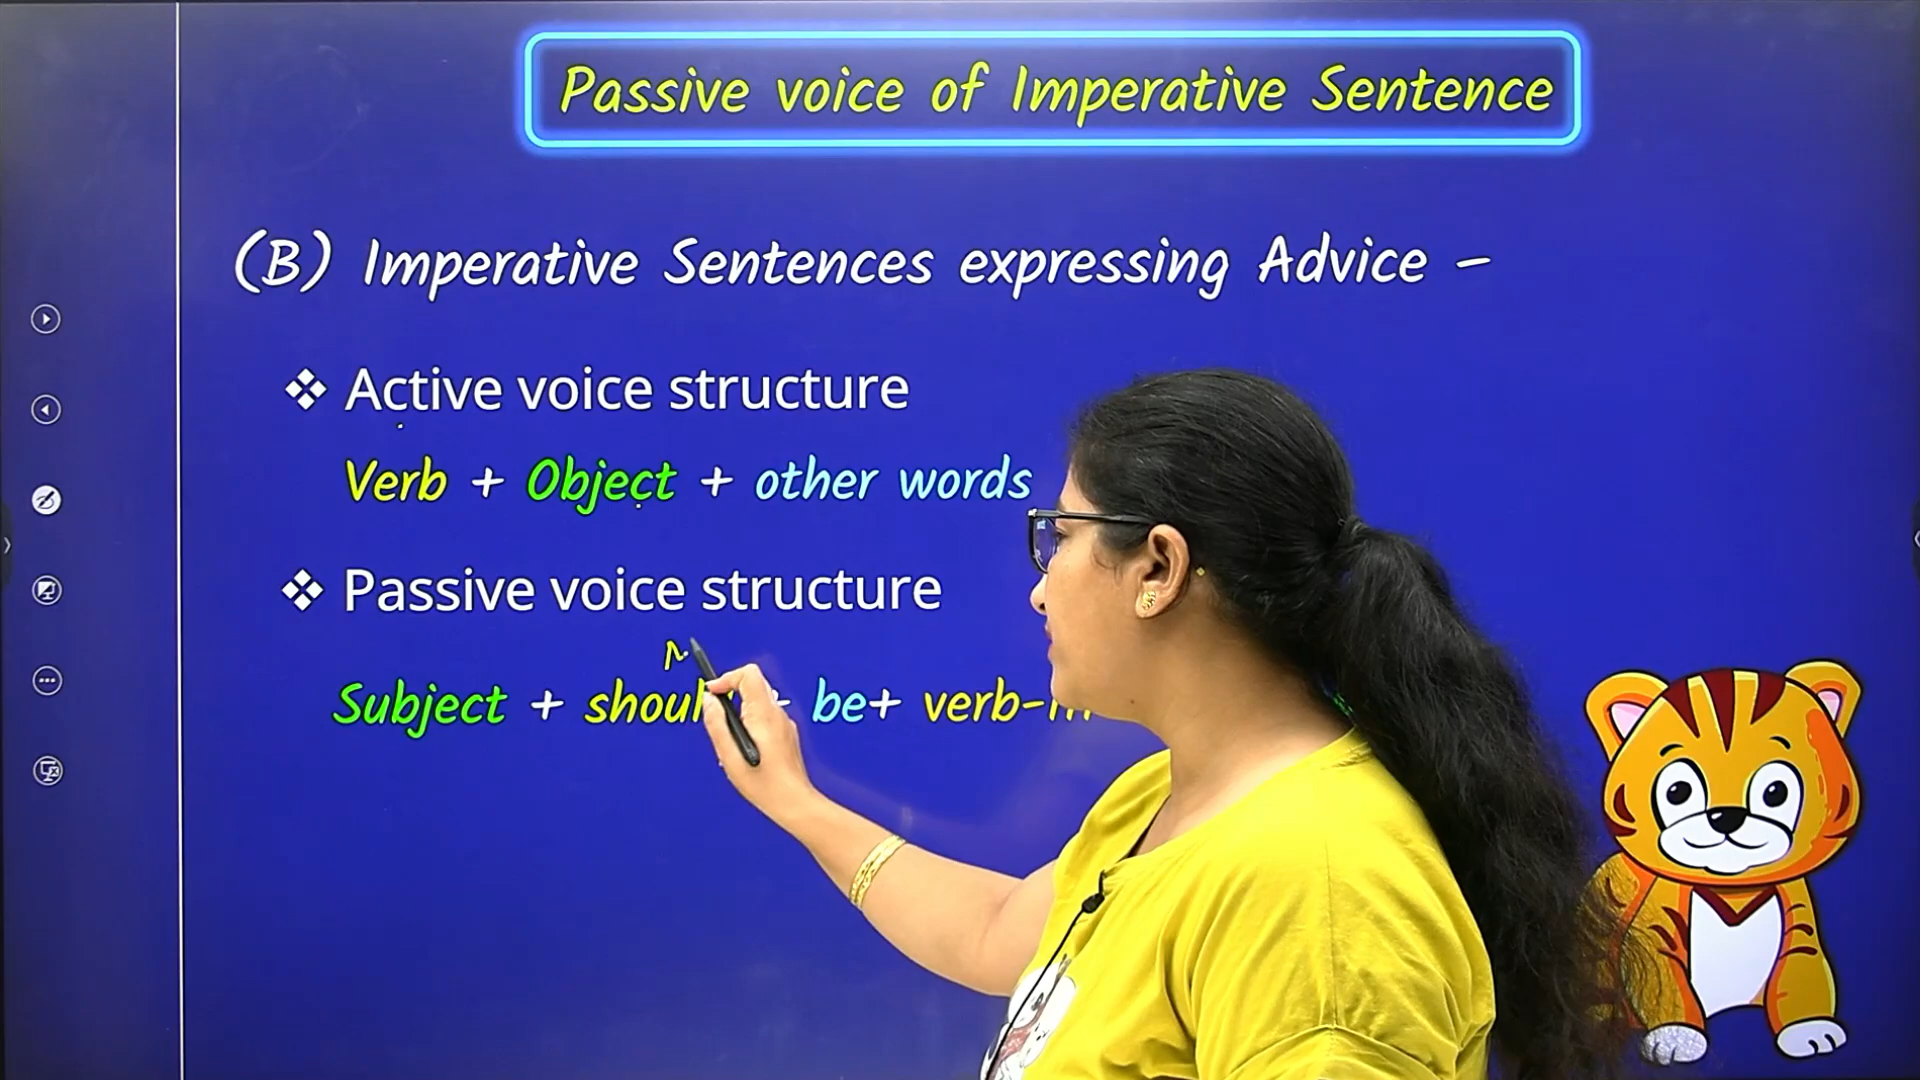 Passive voice of Imperative Sentence
(B) Imperative Sentences expressing Advice –
❖ Active voice structure
Verb + Object + other words
❖ Passive voice structure
Subject + + be+